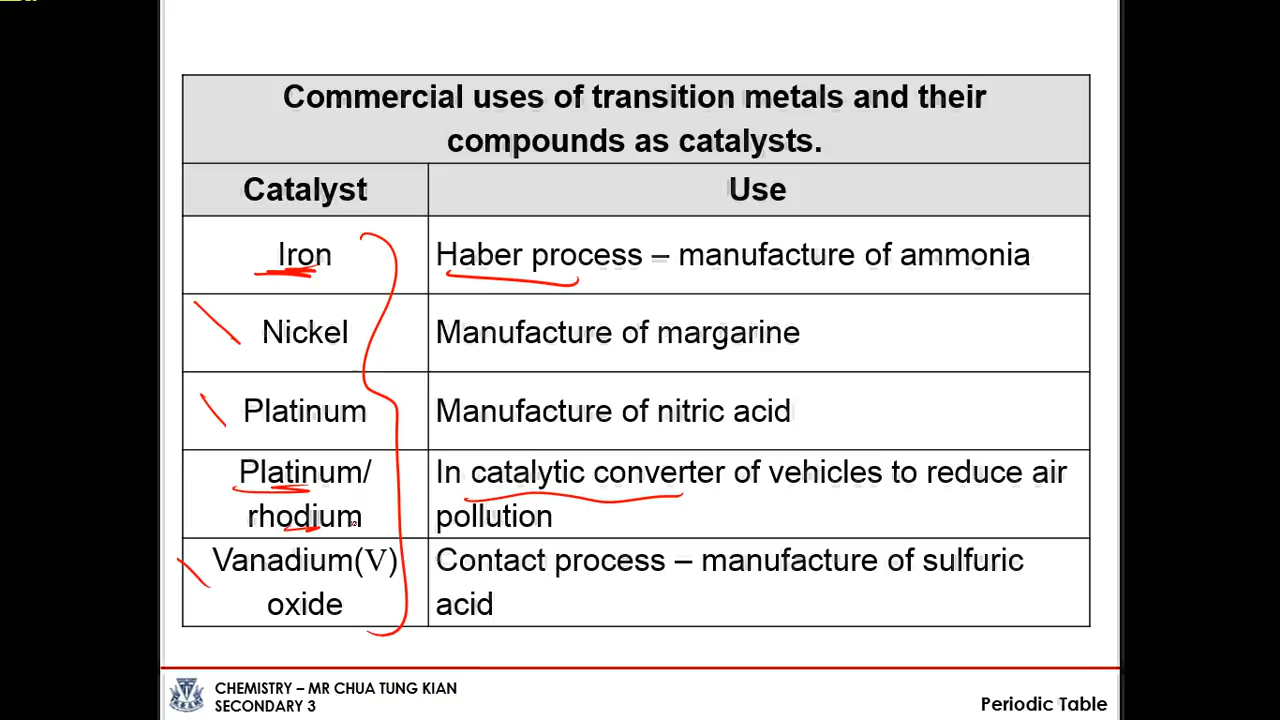 Commercial uses of transition metals and their
compounds as catalysts.
Catalyst Use
Iron Haber process – manufacture of ammonia
Nickel Manufacture of margarine
Platinum Manufacture of nitric acid
Platinum/ In catalytic converter of vehicles to reduce air
rhodium pollution
Vanadium(V) Contact process – manufacture of sulfuric
oxide acid
CHEMISTRY – MR CHUA TUNG KIAN
SECONDARY 3
Periodic Table